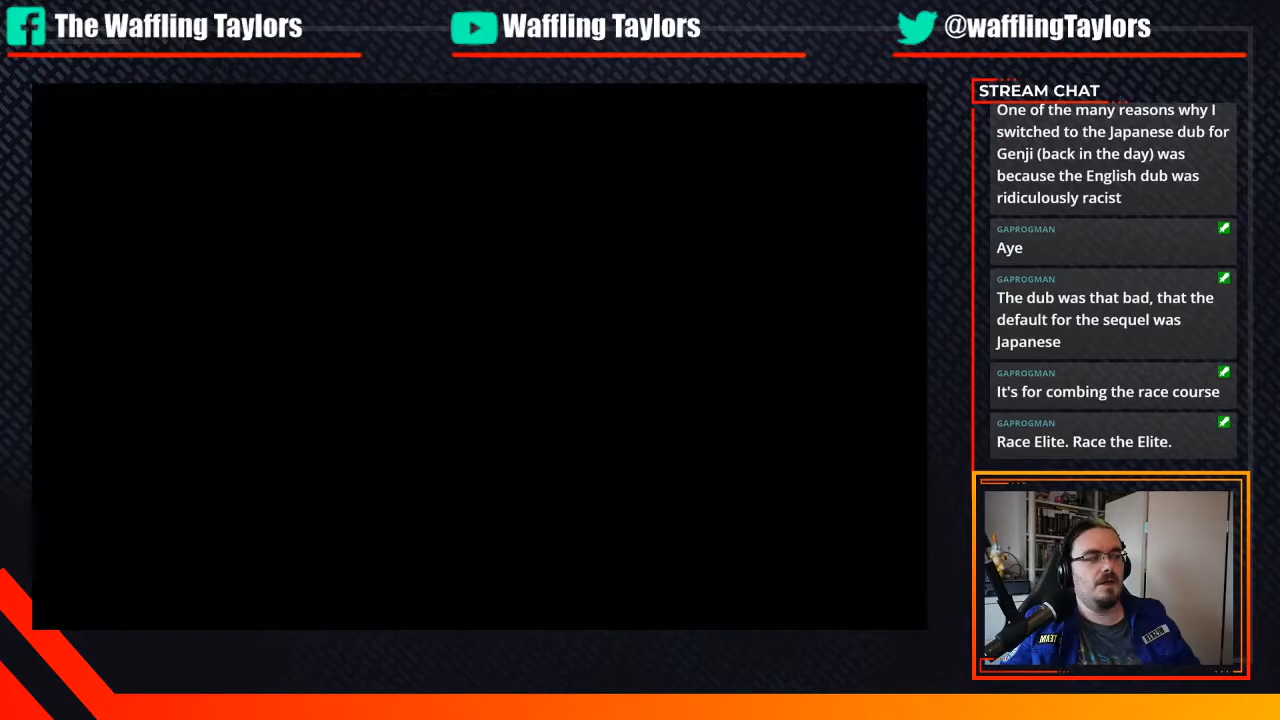 The Waffling Taylors
Waffling Taylors
@wafflingTaylors
STREAM CHAT
One of the many reasons why I
switched to the Japanese dub for
Genji (back in the day) was
because the English dub was
ridiculously racist
GAPROGMAN
Aye
GAPROGMAN
The dub was that bad, that the
default for the sequel was
Japanese
GAPROGMAN
It's for combing the race course
GAPROGMAN
Race Elite. Race the Elite.